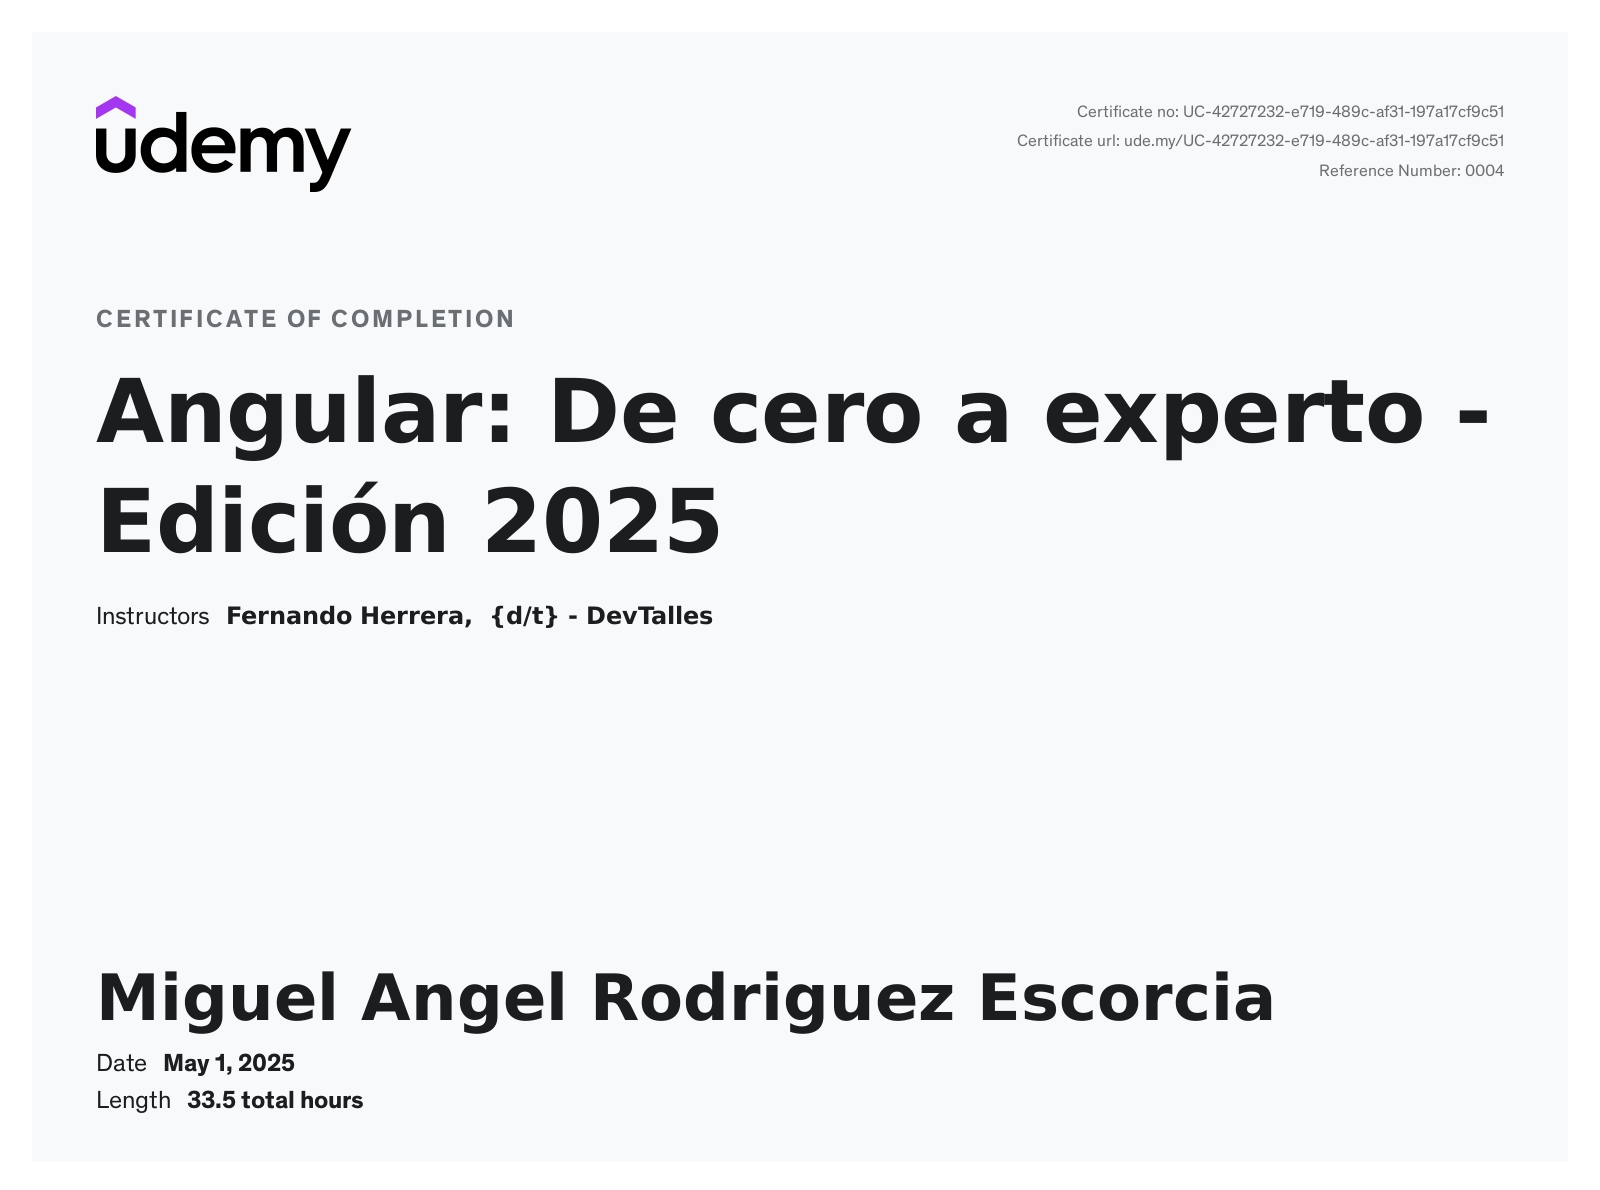 udemy
Certificate no: UC-42727232-e719-489c-af31-197a17cf9c51
Certificate url: ude.my/UC-42727232-e719-489c-af31-197a17cf9c51
Reference Number: 0004
CERTIFICATE OF COMPLETION
Angular: De cero a experto -
Edición 2025
Instructors Fernando Herrera, {d/t} - DevTalles
Miguel Angel Rodriguez Escorcia
Date May 1, 2025
Length 33.5 total hours